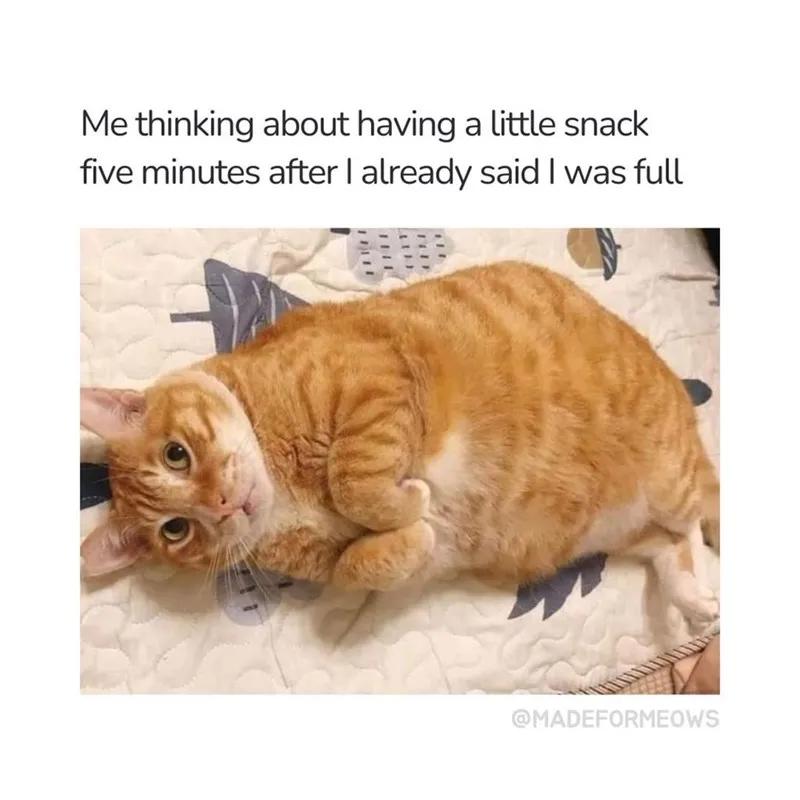 Me thinking about having a little snack
five minutes after I already said I was full
@MADEFORMEOWS